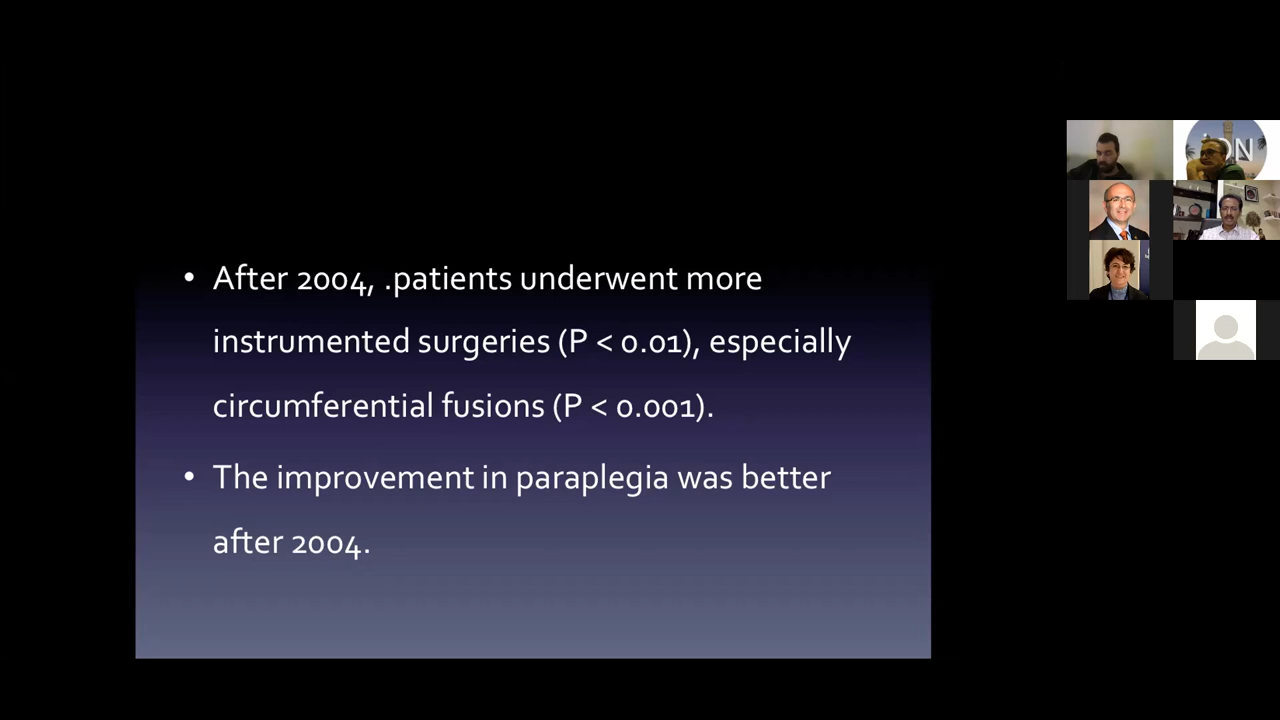 • After 2004, .patients underwent more
instrumented surgeries (P < 0.01), especially
circumferential fusions (P < 0.001).
• The improvement in paraplegia was better
after 2004.